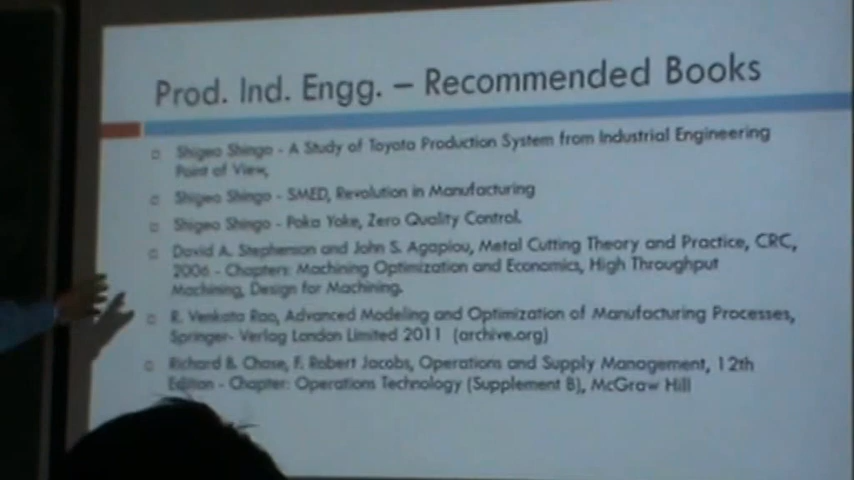 Prod. Ind. Engg. – Recommended Books
Shigeo Shingo - A Study of Toyota Production System from Industrial Engineering
Point of View,
Shigeo Shingo - SMED, Revolution in Manufacturing
Shigeo Shingo - Poka Yoke, Zero Quality Control.
David A. Stephenson and John S. Agapiou, Metal Cutting Theory and Practice, CRC,
2006 - Chapters: Machining Optimization and Economics, High Throughput
Machining, Design for Machining.
R. Venkata Rao, Advanced Modeling and Optimization of Manufacturing Processes,
Springer- Verlag London Limited 2011 (archive.org)
Richard B. Chase, F. Robert Jacobs, Operations and Supply Management, 12th
Edition - Chapter: Operations Technology (Supplement B), McGraw Hill